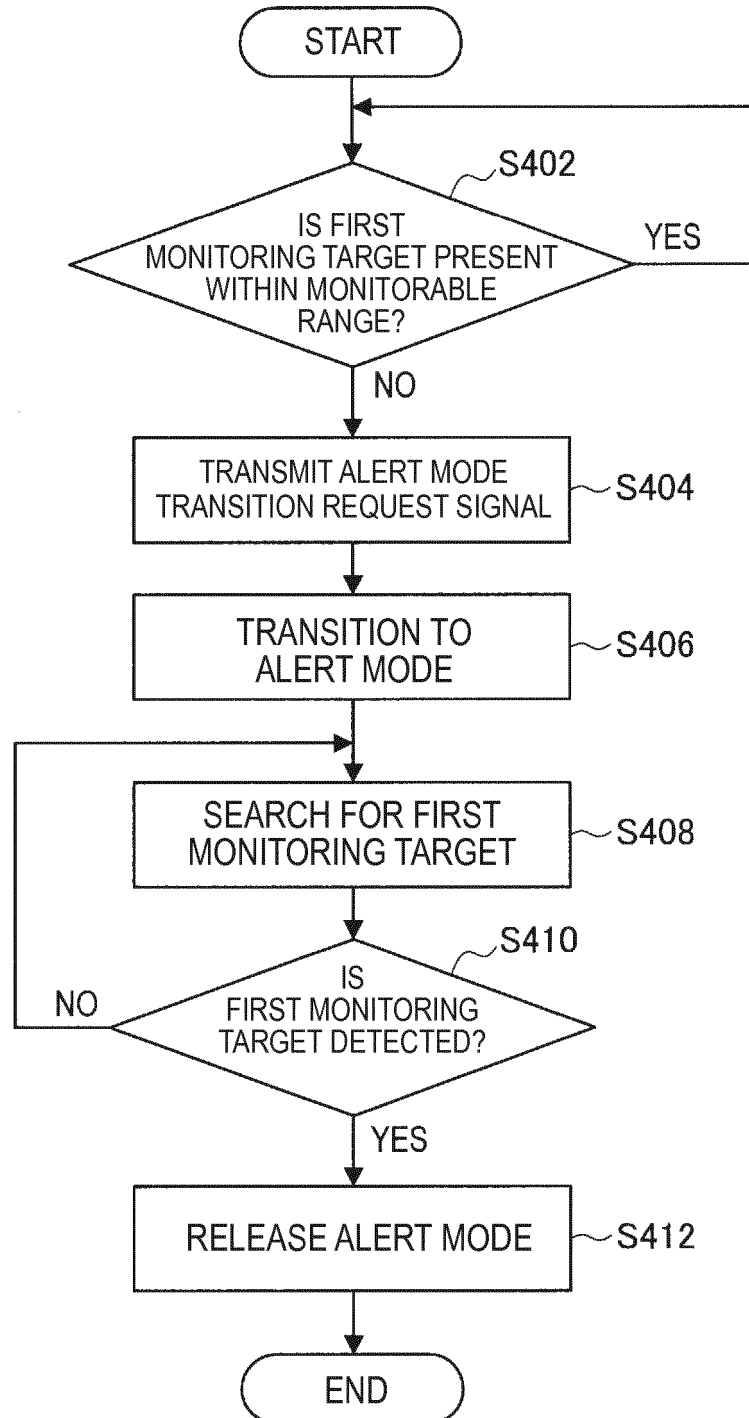 START
S402
IS FIRST
MONITORING TARGET PRESENT
WITHIN MONITORABLE
RANGE?
YES
NO
TRANSMIT ALERT MODE
TRANSITION REQUEST SIGNAL
S404
TRANSITION TO
ALERT MODE
S406
SEARCH FOR FIRST
MONITORING TARGET
S408
S410
IS
FIRST MONITORING
TARGET DETECTED?
NO
YES
RELEASE ALERT MODE
S412
END